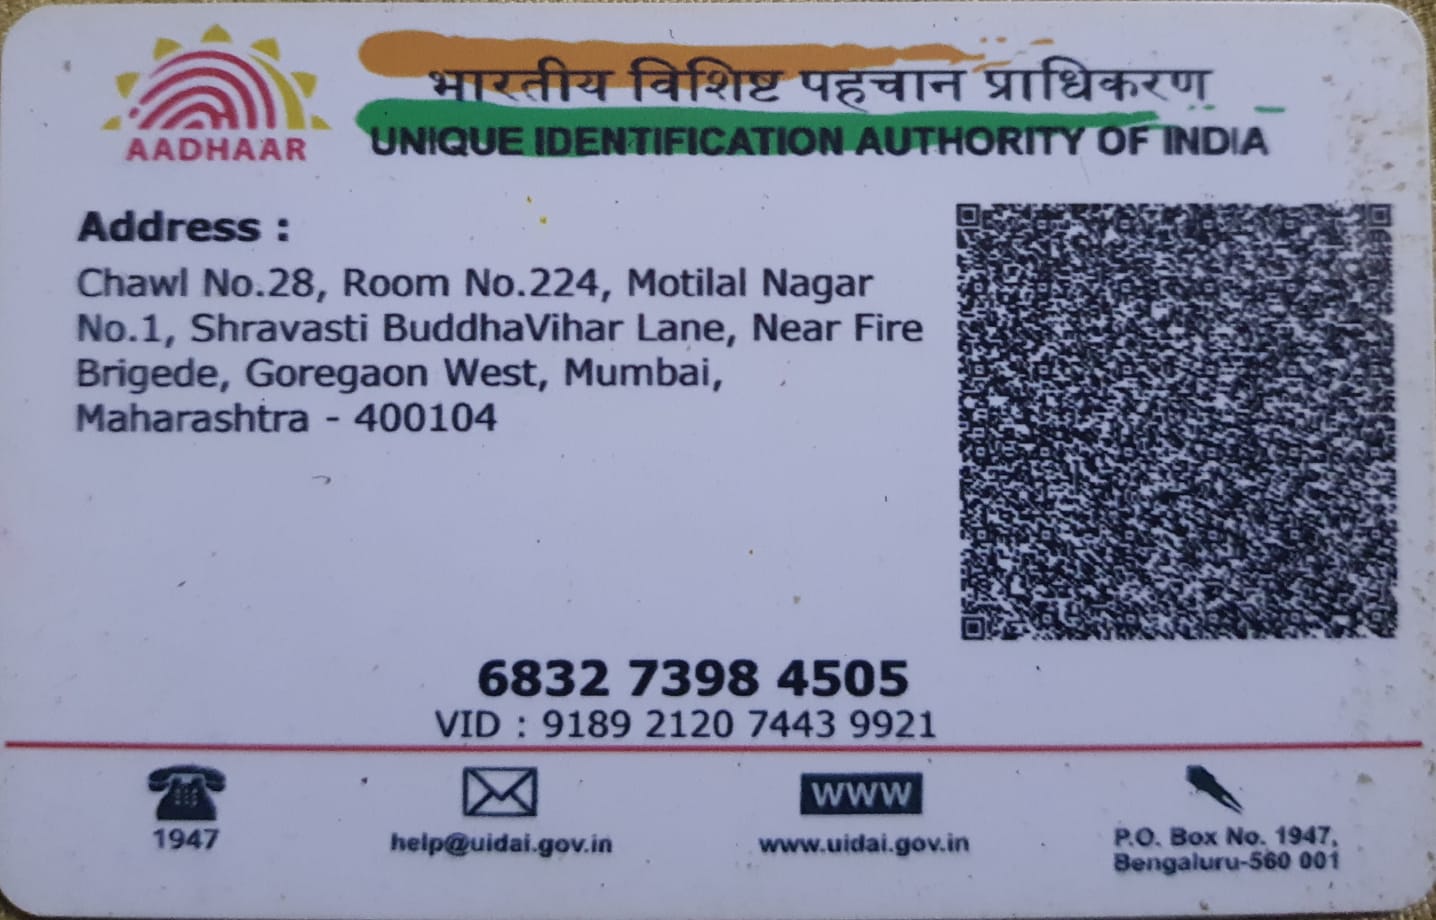 AADHAAR
भारतीय विशिष्ट पहचान प्राधिकरण
UNIQUE IDENTIFICATION AUTHORITY OF INDIA
Address :
Chawl No.28, Room No.224, Motilal Nagar
No.1, Shravasti BuddhaVihar Lane, Near Fire
Brigede, Goregaon West, Mumbai,
Maharashtra - 400104
6832 7398 4505
VID : 9189 2120 7443 9921
1947
help@uidai.gov.in
WWW
www.uidai.gov.in
P.O. Box No. 1947,
Bengaluru-560 001